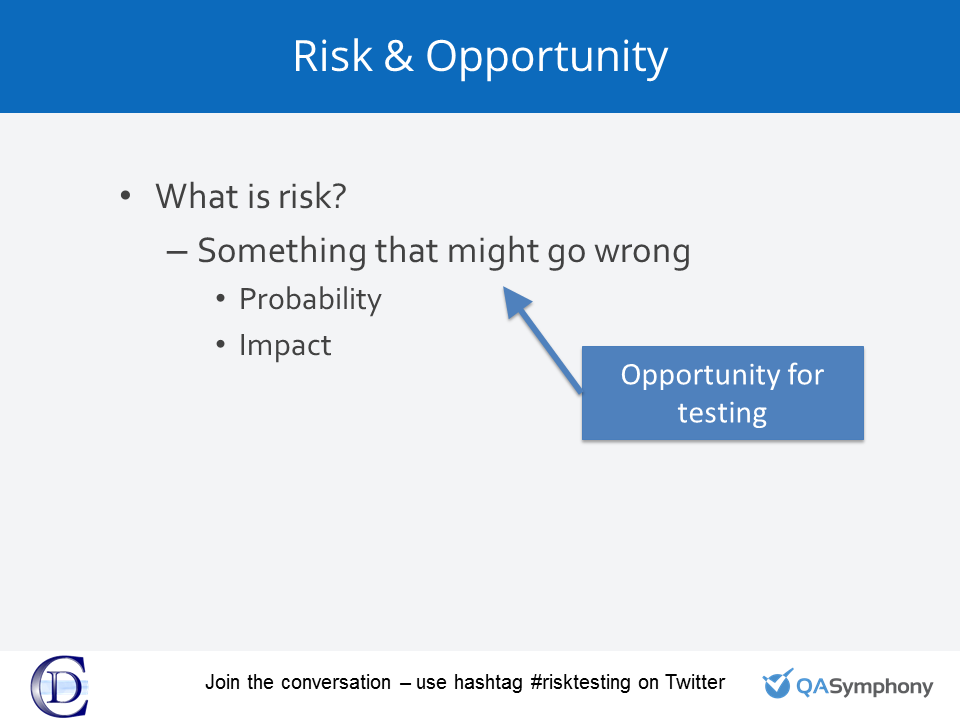 Risk & Opportunity
• What is risk?
– Something that might go wrong
• Probability
• Impact
Opportunity for
testing
CD
Join the conversation – use hashtag #risktesting on Twitter
QASymphony